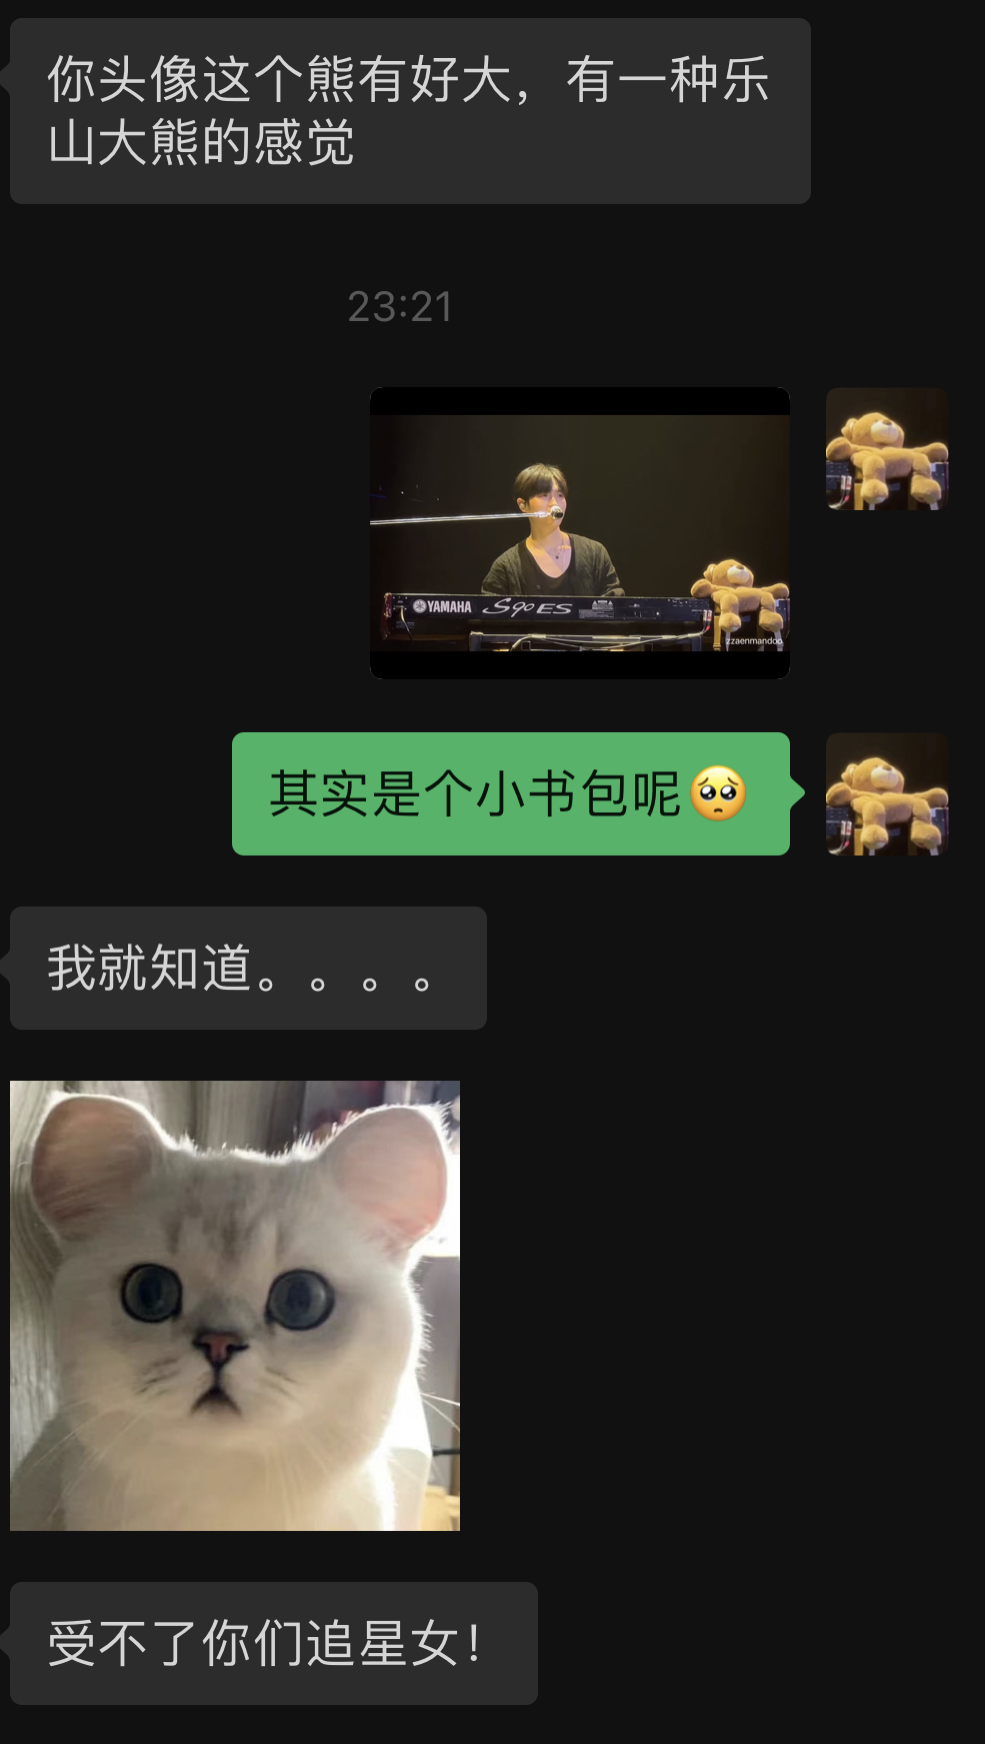 你头像这个熊有好大，有一种乐
山大熊的感觉
23:21
YAMAHA S90ES
zzaenmandoo
其实是个小书包呢🥺
我就知道。。。。
受不了你们追星女！